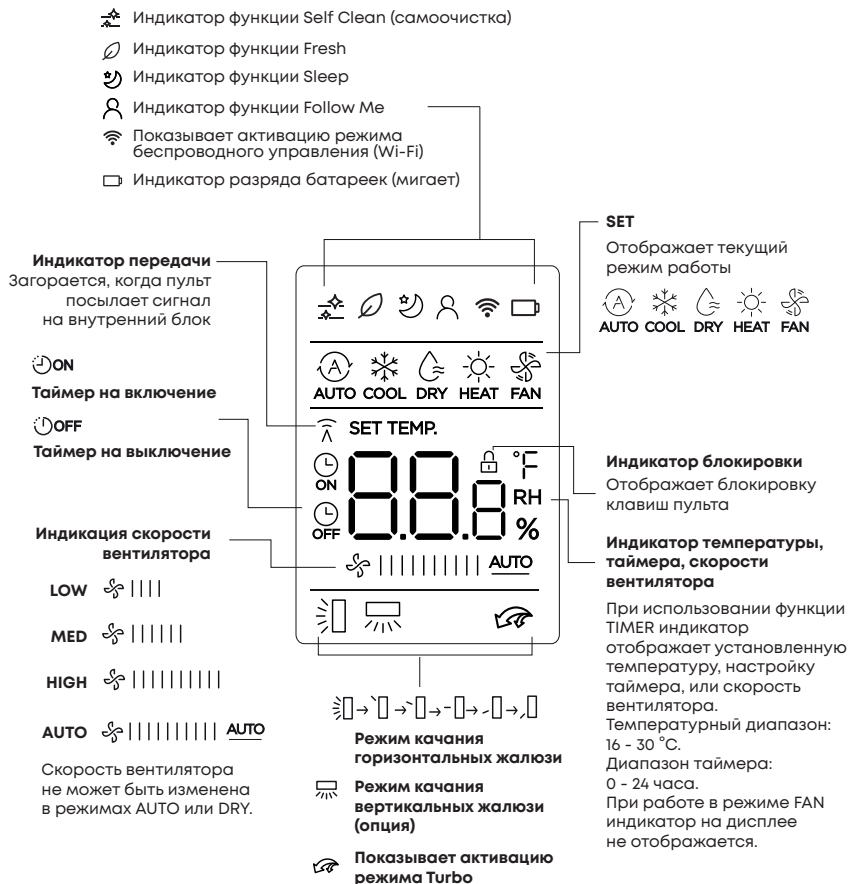 Индикатор функции Self Clean (самоочистка)
Индикатор функции Fresh
Индикатор функции Sleep
Индикатор функции Follow Me
Показывает активацию режима
беспроводного управления (Wi-Fi)
Индикатор разряда батареек (мигает)
SET
Отображает текущий
режим работы
AUTO COOL DRY HEAT FAN
Индикатор передачи
Загорается, когда пульт
посылает сигнал
на внутренний блок
ON
Таймер на включение
OFF
Таймер на выключение
Индикация скорости
вентилятора
LOW
MED
HIGH
AUTO AUTO
Скорость вентилятора
не может быть изменена
в режимах AUTO или DRY.
A
AUTO COOL DRY HEAT FAN
SET TEMP.
ON
OFF
88.8
°F
RH
%
AUTO
Режим качания
горизонтальных жалюзи
Режим качания
вертикальных жалюзи
(опция)
Показывает активацию
режима Turbo
Индикатор блокировки
Отображает блокировку
клавиш пульта
Индикатор температуры,
таймера, скорости
вентилятора
При использовании функции
TIMER индикатор
отображает установленную
температуру, настройку
таймера, или скорость
вентилятора.
Температурный диапазон:
16 - 30 °C.
Диапазон таймера:
0 - 24 часа.
При работе в режиме FAN
индикатор на дисплее
не отображается.